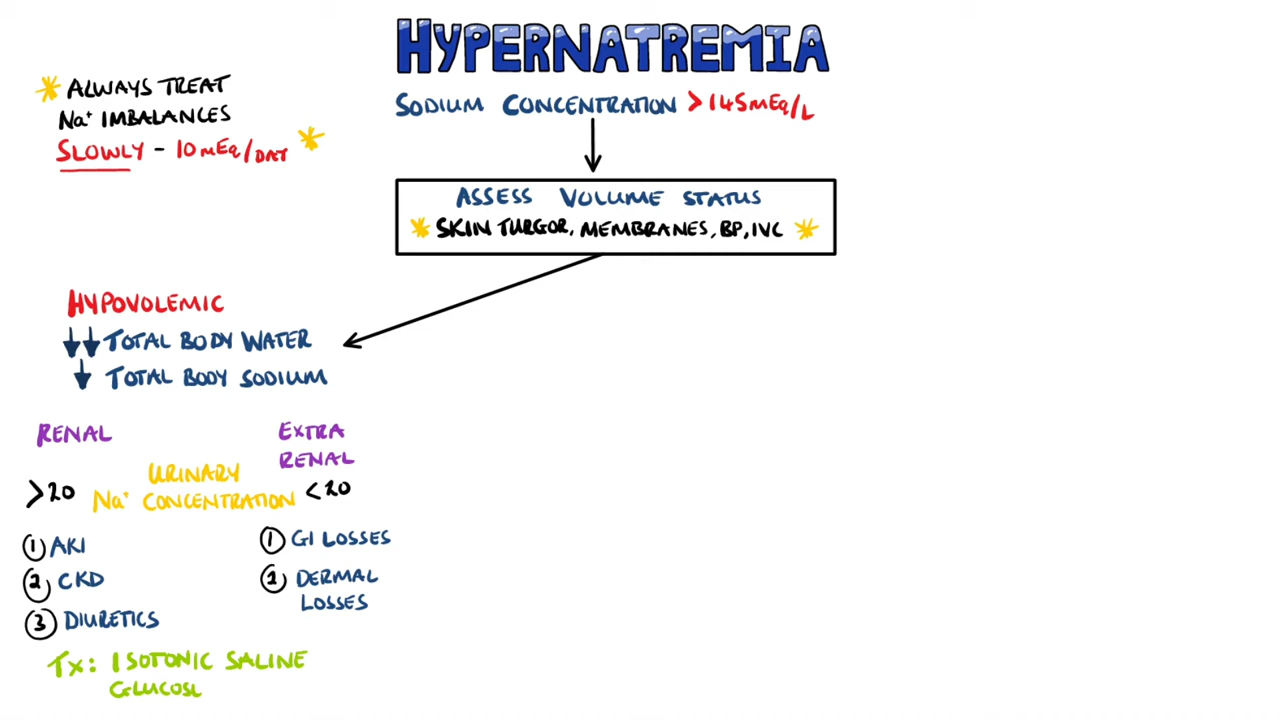 HYPERNATREMIA
SODIUM CONCENTRATION >145mEq/L
ALWAYS TREAT
Na⁺ IMBALANCES
SLOWLY - 10mEq/DAY
ASSESS VOLUME STATUS
SKIN TURGOR, MEMBRANES, BP, IVC
HYPOVOLEMIC
↓↓ TOTAL BODY WATER
↓ TOTAL BODY SODIUM
RENAL
EXTRA
RENAL
URINARY
>20 Na⁺ CONCENTRATION <20
① AKI
② CKD
③ DIURETICS
① GI LOSSES
② DERMAL
LOSSES
Tx: ISOTONIC SALINE
GLUCOSE